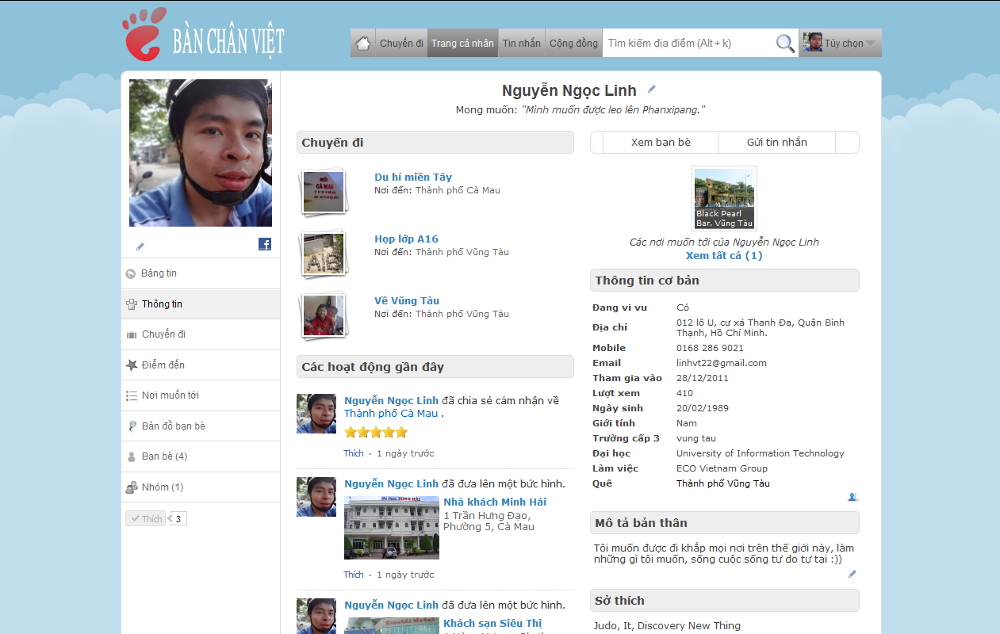 BÀN CHÂN VIỆT
Chuyến đi
Trang cá nhân
Tin nhắn
Cộng đồng
Tìm kiếm địa điểm (Alt + k)
Tùy chọn
Nguyễn Ngọc Linh
Mong muốn: "Mình muốn được leo lên Phanxipang."
Bảng tin
Thông tin
Chuyến đi
Điểm đến
Nơi muốn tới
Bản đồ bạn bè
Bạn bè (4)
Nhóm (1)
Thích
3
Chuyến đi
MŨI
CÀ MAU
Du hí miền Tây
Nơi đến: Thành phố Cà Mau
Họp lớp A16
Nơi đến: Thành phố Vũng Tàu
Về Vũng Tàu
Nơi đến: Thành phố Vũng Tàu
Các hoạt động gần đây
Nguyễn Ngọc Linh đã chia sẻ cảm nhận về
Thành phố Cà Mau .
Thích · 1 ngày trước
Nguyễn Ngọc Linh đã đưa lên một bức hình.
MINH HẢI
Nhà khách Minh Hải
1 Trần Hưng Đạo,
Phường 5, Cà Mau
Thích · 1 ngày trước
Nguyễn Ngọc Linh đã đưa lên một bức hình.
Khách sạn Siêu Thị
Xem bạn bè
Gửi tin nhắn
Black Pearl
Bar, Vũng Tàu
Các nơi muốn tới của Nguyễn Ngọc Linh
Xem tất cả (1)
Thông tin cơ bản
Đang vi vu Có
Địa chỉ 012 lô U, cư xá Thanh Đa, Quận Bình
Thạnh, Hồ Chí Minh.
Mobile 0168 286 9021
Email linhvt22@gmail.com
Tham gia vào 28/12/2011
Lượt xem 410
Ngày sinh 20/02/1989
Giới tính Nam
Trường cấp 3 vung tau
Đại học University of Information Technology
Làm việc ECO Vietnam Group
Quê Thành phố Vũng Tàu
Mô tả bản thân
Tôi muốn được đi khắp mọi nơi trên thế giới này, làm
những gì tôi muốn, sống cuộc sống tự do tự tại :))
Sở thích
Judo, It, Discovery New Thing